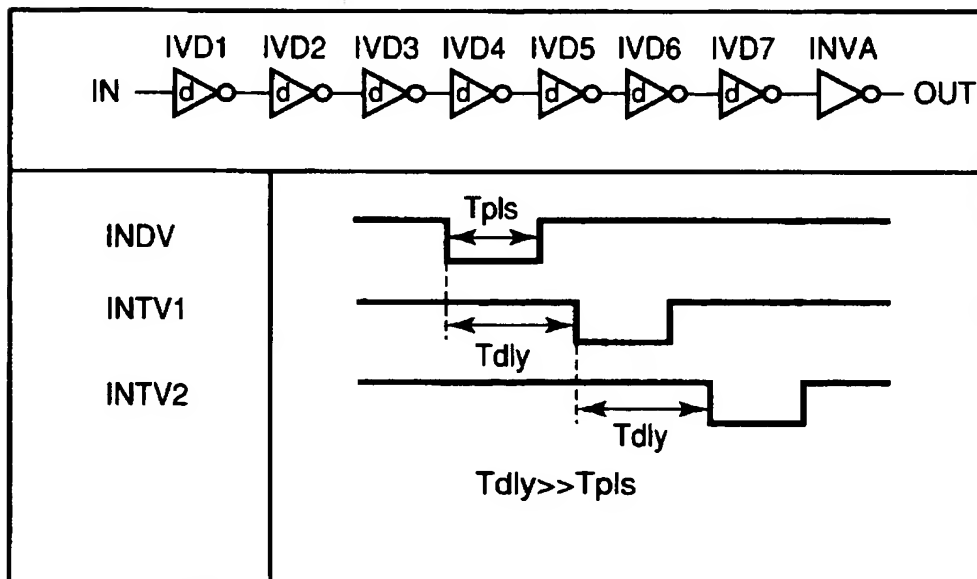 IVD1 IVD2 IVD3 IVD4 IVD5 IVD6 IVD7 INVA
IN d d d d d d d OUT
Tpls
INDV
INTV1
Tdly
INTV2
Tdly
Tdly>>Tpls